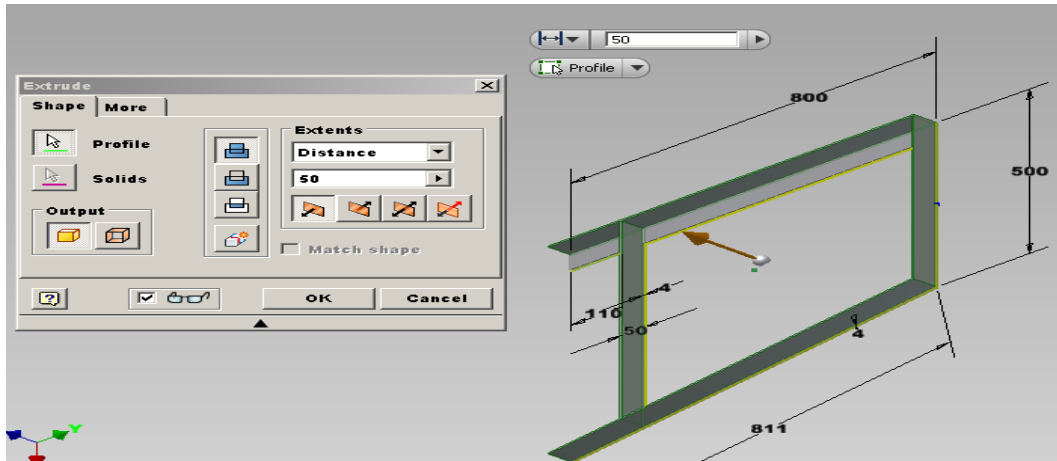 50
Profile
Extrude
Shape More
Profile
Solids
Output
Extents
Distance
50
Match shape
OK Cancel
800
500
110
4
50
4
811
Y